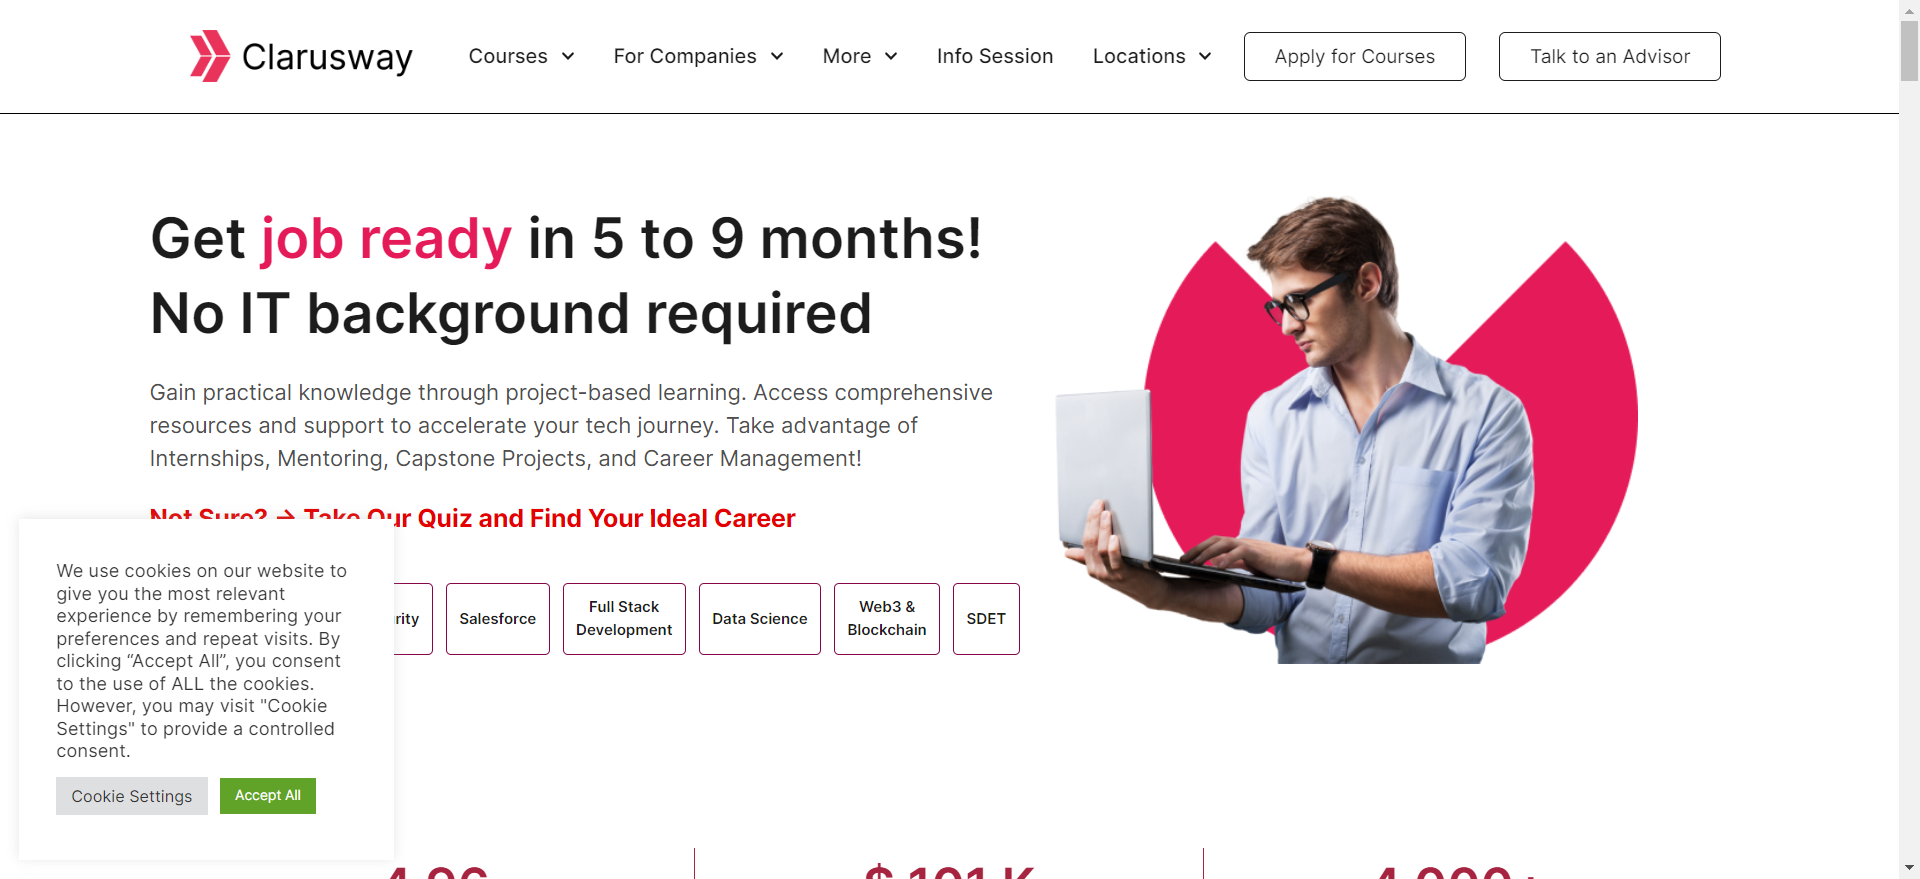 Clarusway
Courses
For Companies
More
Info Session
Locations
Apply for Courses
Talk to an Advisor
Get job ready in 5 to 9 months!
No IT background required
Gain practical knowledge through project-based learning. Access comprehensive
resources and support to accelerate your tech journey. Take advantage of
Internships, Mentoring, Capstone Projects, and Career Management!
Not Sure? → Take Our Quiz and Find Your Ideal Career
rity
Salesforce
Full Stack
Development
Data Science
Web3 &
Blockchain
SDET
We use cookies on our website to
give you the most relevant
experience by remembering your
preferences and repeat visits. By
clicking “Accept All”, you consent
to the use of ALL the cookies.
However, you may visit "Cookie
Settings" to provide a controlled
consent.
Cookie Settings
Accept All